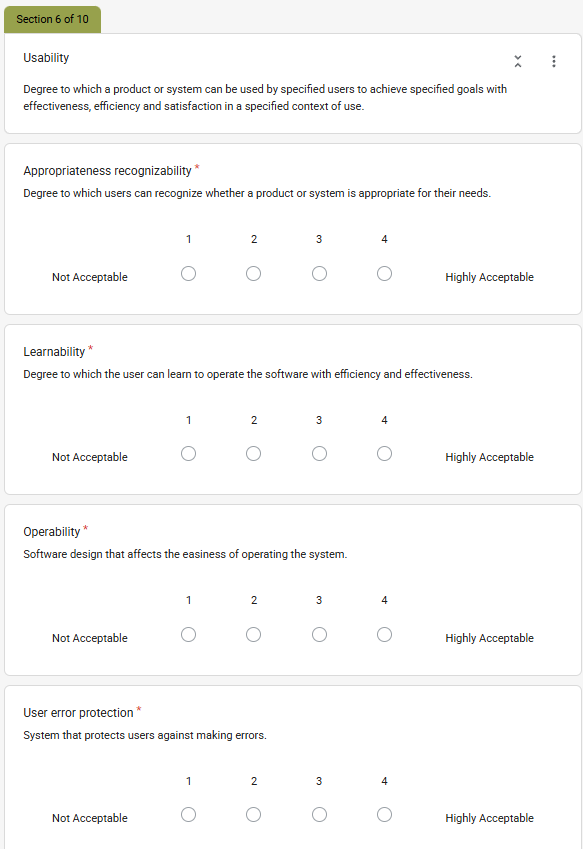 Section 6 of 10
Usability
Degree to which a product or system can be used by specified users to achieve specified goals with
effectiveness, efficiency and satisfaction in a specified context of use.
Appropriateness recognizability *
Degree to which users can recognize whether a product or system is appropriate for their needs.
1 2 3 4
Not Acceptable Highly Acceptable
Learnability *
Degree to which the user can learn to operate the software with efficiency and effectiveness.
1 2 3 4
Not Acceptable Highly Acceptable
Operability *
Software design that affects the easiness of operating the system.
1 2 3 4
Not Acceptable Highly Acceptable
User error protection *
System that protects users against making errors.
1 2 3 4
Not Acceptable Highly Acceptable